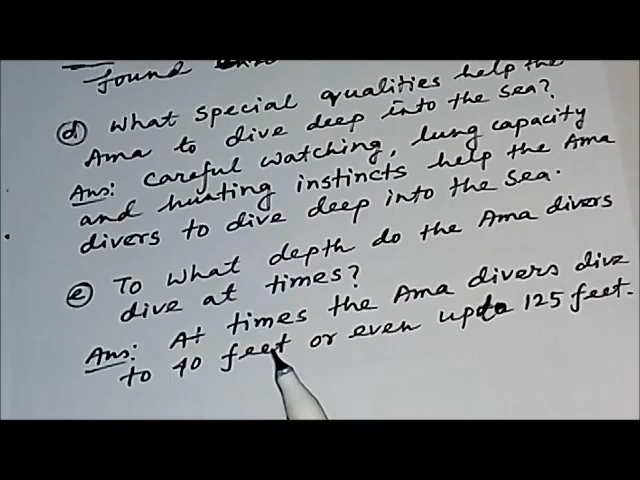 found
(d) What special qualities help the
Ama to dive deep into the sea?
Ans: Careful watching, lung capacity
and hunting instincts help the Ama
divers to dive deep into the sea.
(e) To what depth do the Ama divers
dive at times?
Ans: At times the Ama divers dive
to 40 feet or even upto 125 feet.